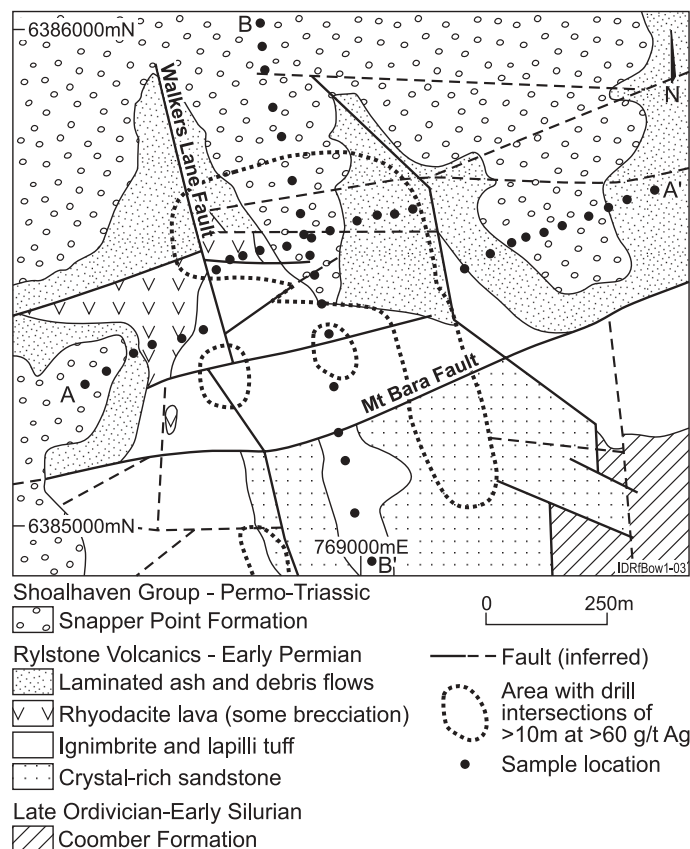 6386000mN
B
Walkers Lane Fault
N
A'
A
Mt Bara Fault
6385000mN
769000mE
B'
IDRfBow1-03
Shoalhaven Group - Permo-Triassic
Snapper Point Formation
Rylstone Volcanics - Early Permian
Laminated ash and debris flows
Rhyodacite lava (some brecciation)
Ignimbrite and lapilli tuff
Crystal-rich sandstone
Late Ordivician-Early Silurian
Coomber Formation
0 250m
Fault (inferred)
Area with drill
intersections of
>10m at >60 g/t Ag
Sample location